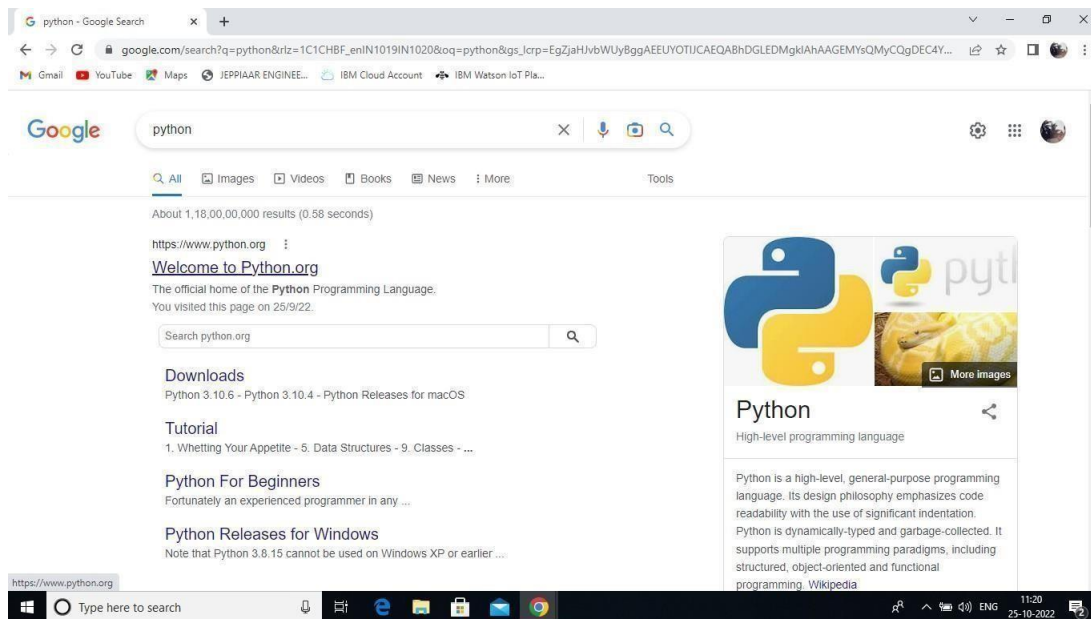 python - Google Search
google.com/search?q=python&rlz=1C1CHBF_enIN1019IN1020&oq=python&gs_lcrp=EgZjaHJvbWUyBggAEEUYOTIJCAEQABhDGLEDMgkIAhAAGEMYsQMyCQgDEC4Y...
Gmail YouTube Maps JEPPIAAR ENGINEE... IBM Cloud Account IBM Watson IoT Pla...
Google
python
All Images Videos Books News More Tools
About 1,18,00,00,000 results (0.58 seconds)
https://www.python.org
Welcome to Python.org
The official home of the Python Programming Language.
You visited this page on 25/9/22.
Search python.org
Downloads
Python 3.10.6 - Python 3.10.4 - Python Releases for macOS
Tutorial
1. Whetting Your Appetite - 5. Data Structures - 9. Classes - ...
Python For Beginners
Fortunately an experienced programmer in any ...
Python Releases for Windows
Note that Python 3.8.15 cannot be used on Windows XP or earlier ...
pytl
More images
Python
High-level programming language
Python is a high-level, general-purpose programming
language. Its design philosophy emphasizes code
readability with the use of significant indentation.
Python is dynamically-typed and garbage-collected. It
supports multiple programming paradigms, including
structured, object-oriented and functional
programming. Wikipedia
https://www.python.org
Type here to search
ENG
11:20
25-10-2022
2